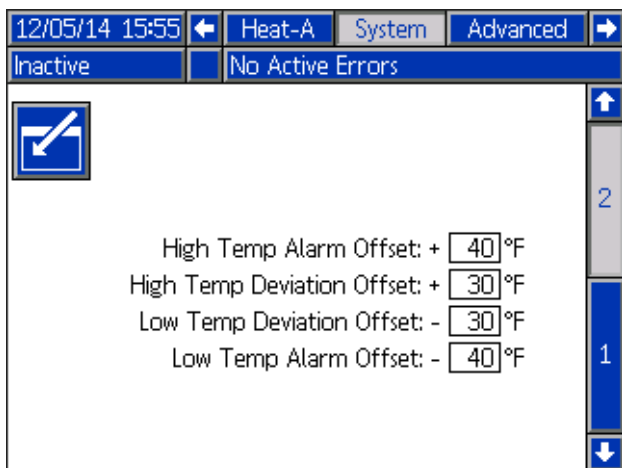 12/05/14 15:55 Heat-A System Advanced
Inactive No Active Errors
2
High Temp Alarm Offset: + 40 °F
High Temp Deviation Offset: + 30 °F
Low Temp Deviation Offset: - 30 °F
Low Temp Alarm Offset: - 40 °F
1